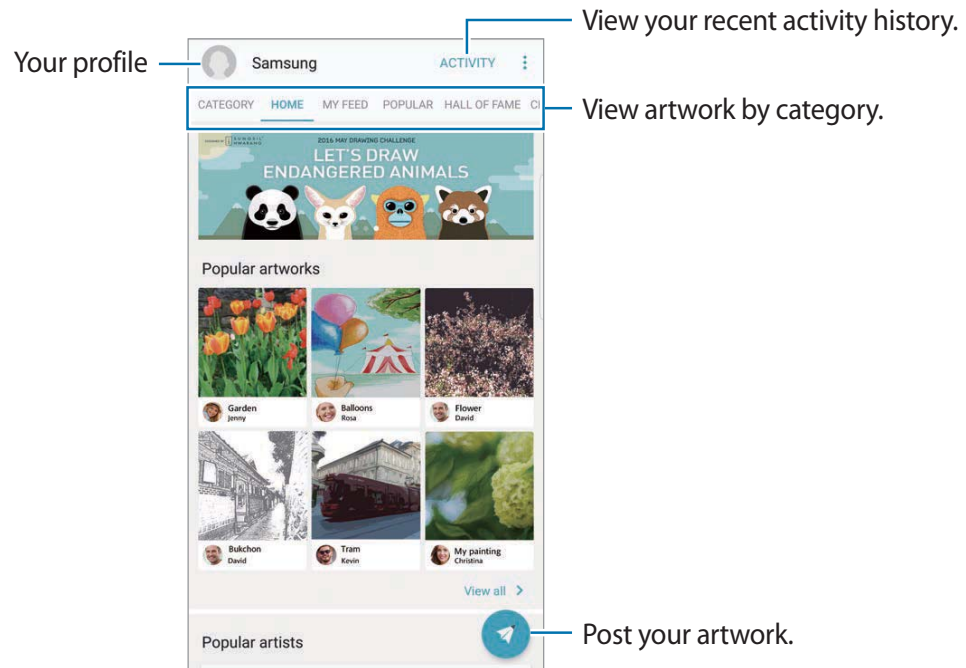 View your recent activity history.
Your profile
Samsung
ACTIVITY
CATEGORY HOME MY FEED POPULAR HALL OF FAME
View artwork by category.
2016 MAY DRAWING CHALLENGE
LET'S DRAW
ENDANGERED ANIMALS
Popular artworks
Garden
Jenny
Balloons
Rosa
Flower
David
Bukchon
David
Tram
Kevin
My painting
Christina
View all
Popular artists
Post your artwork.